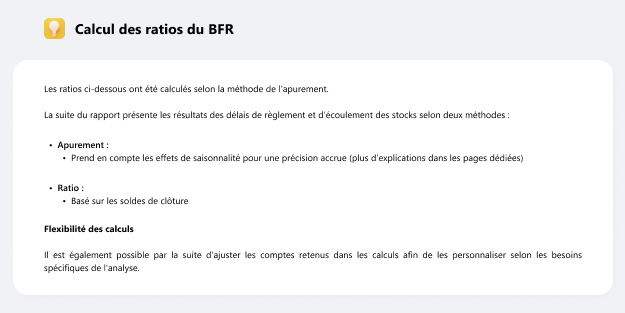 Calcul des ratios du BFR
Les ratios ci-dessous ont été calculés selon la méthode de l'apurement.
La suite du rapport présente les résultats des délais de règlement et d'écoulement des stocks selon deux méthodes :
• Apurement :
• Prend en compte les effets de saisonnalité pour une précision accrue (plus d'explications dans les pages dédiées)
• Ratio :
• Basé sur les soldes de clôture
Flexibilité des calculs
Il est également possible par la suite d'ajuster les comptes retenus dans les calculs afin de les personnaliser selon les besoins
spécifiques de l'analyse.